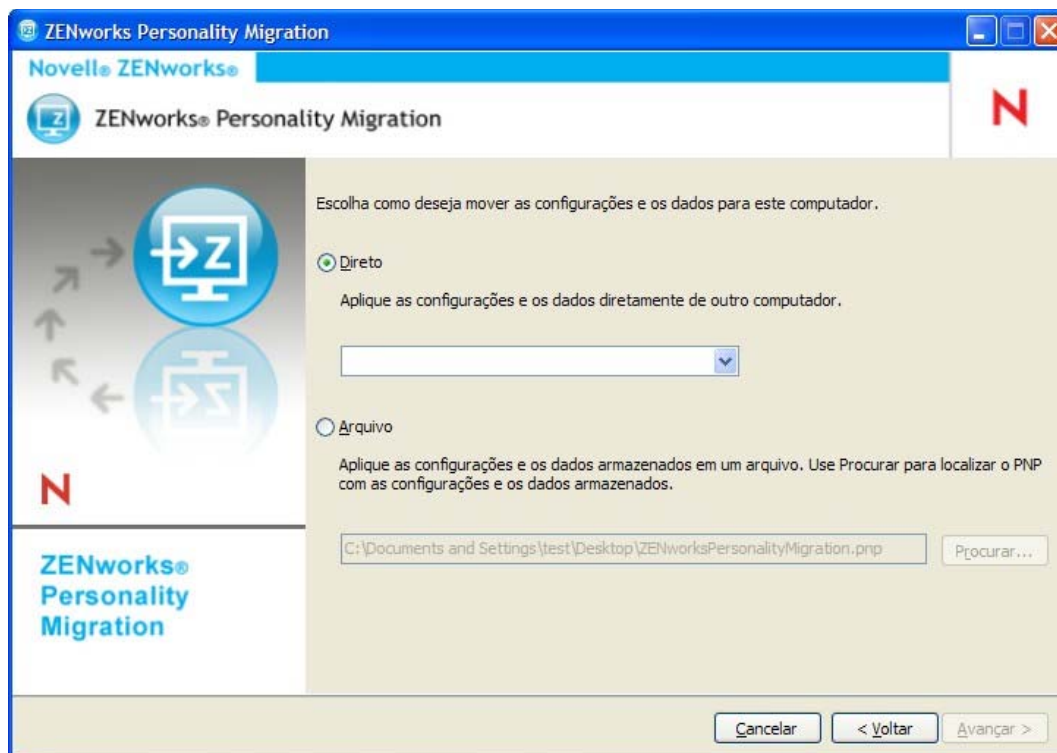 ZENworks Personality Migration
Novell® ZENworks®
ZENworks® Personality Migration
N
Z
Escolha como deseja mover as configurações e os dados para este computador.
Direto
Aplique as configurações e os dados diretamente de outro computador.
Arquivo
Aplique as configurações e os dados armazenados em um arquivo. Use Procurar para localizar o PNP
com as configurações e os dados armazenados.
C:\Documents and Settings\test\Desktop\ZENworksPersonalityMigration.pnp
Procurar...
N
ZENworks®
Personality
Migration
Cancelar
< Voltar
Avançar >